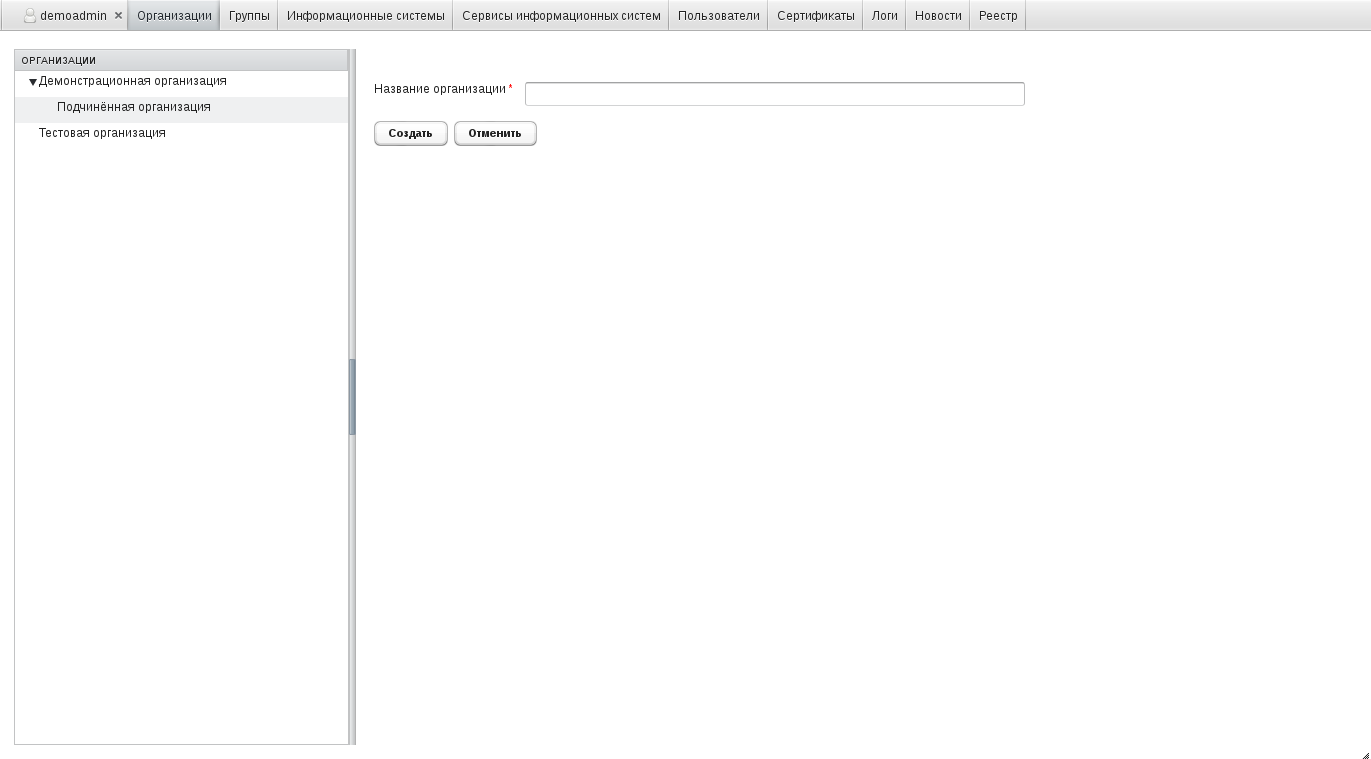 demoadmin Организации Группы Информационные системы Сервисы информационных систем Пользователи Сертификаты Логи Новости Реестр
ОРГАНИЗАЦИИ
Демонстрационная организация
Подчинённая организация
Тестовая организация
Название организации *
Создать Отменить